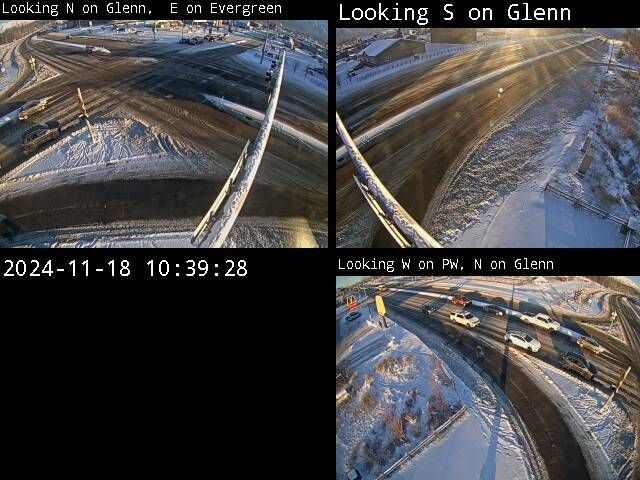 Looking N on Glenn,  E on Evergreen
Looking S on Glenn
2024-11-18 10:39:28
Looking W on PW, N on Glenn